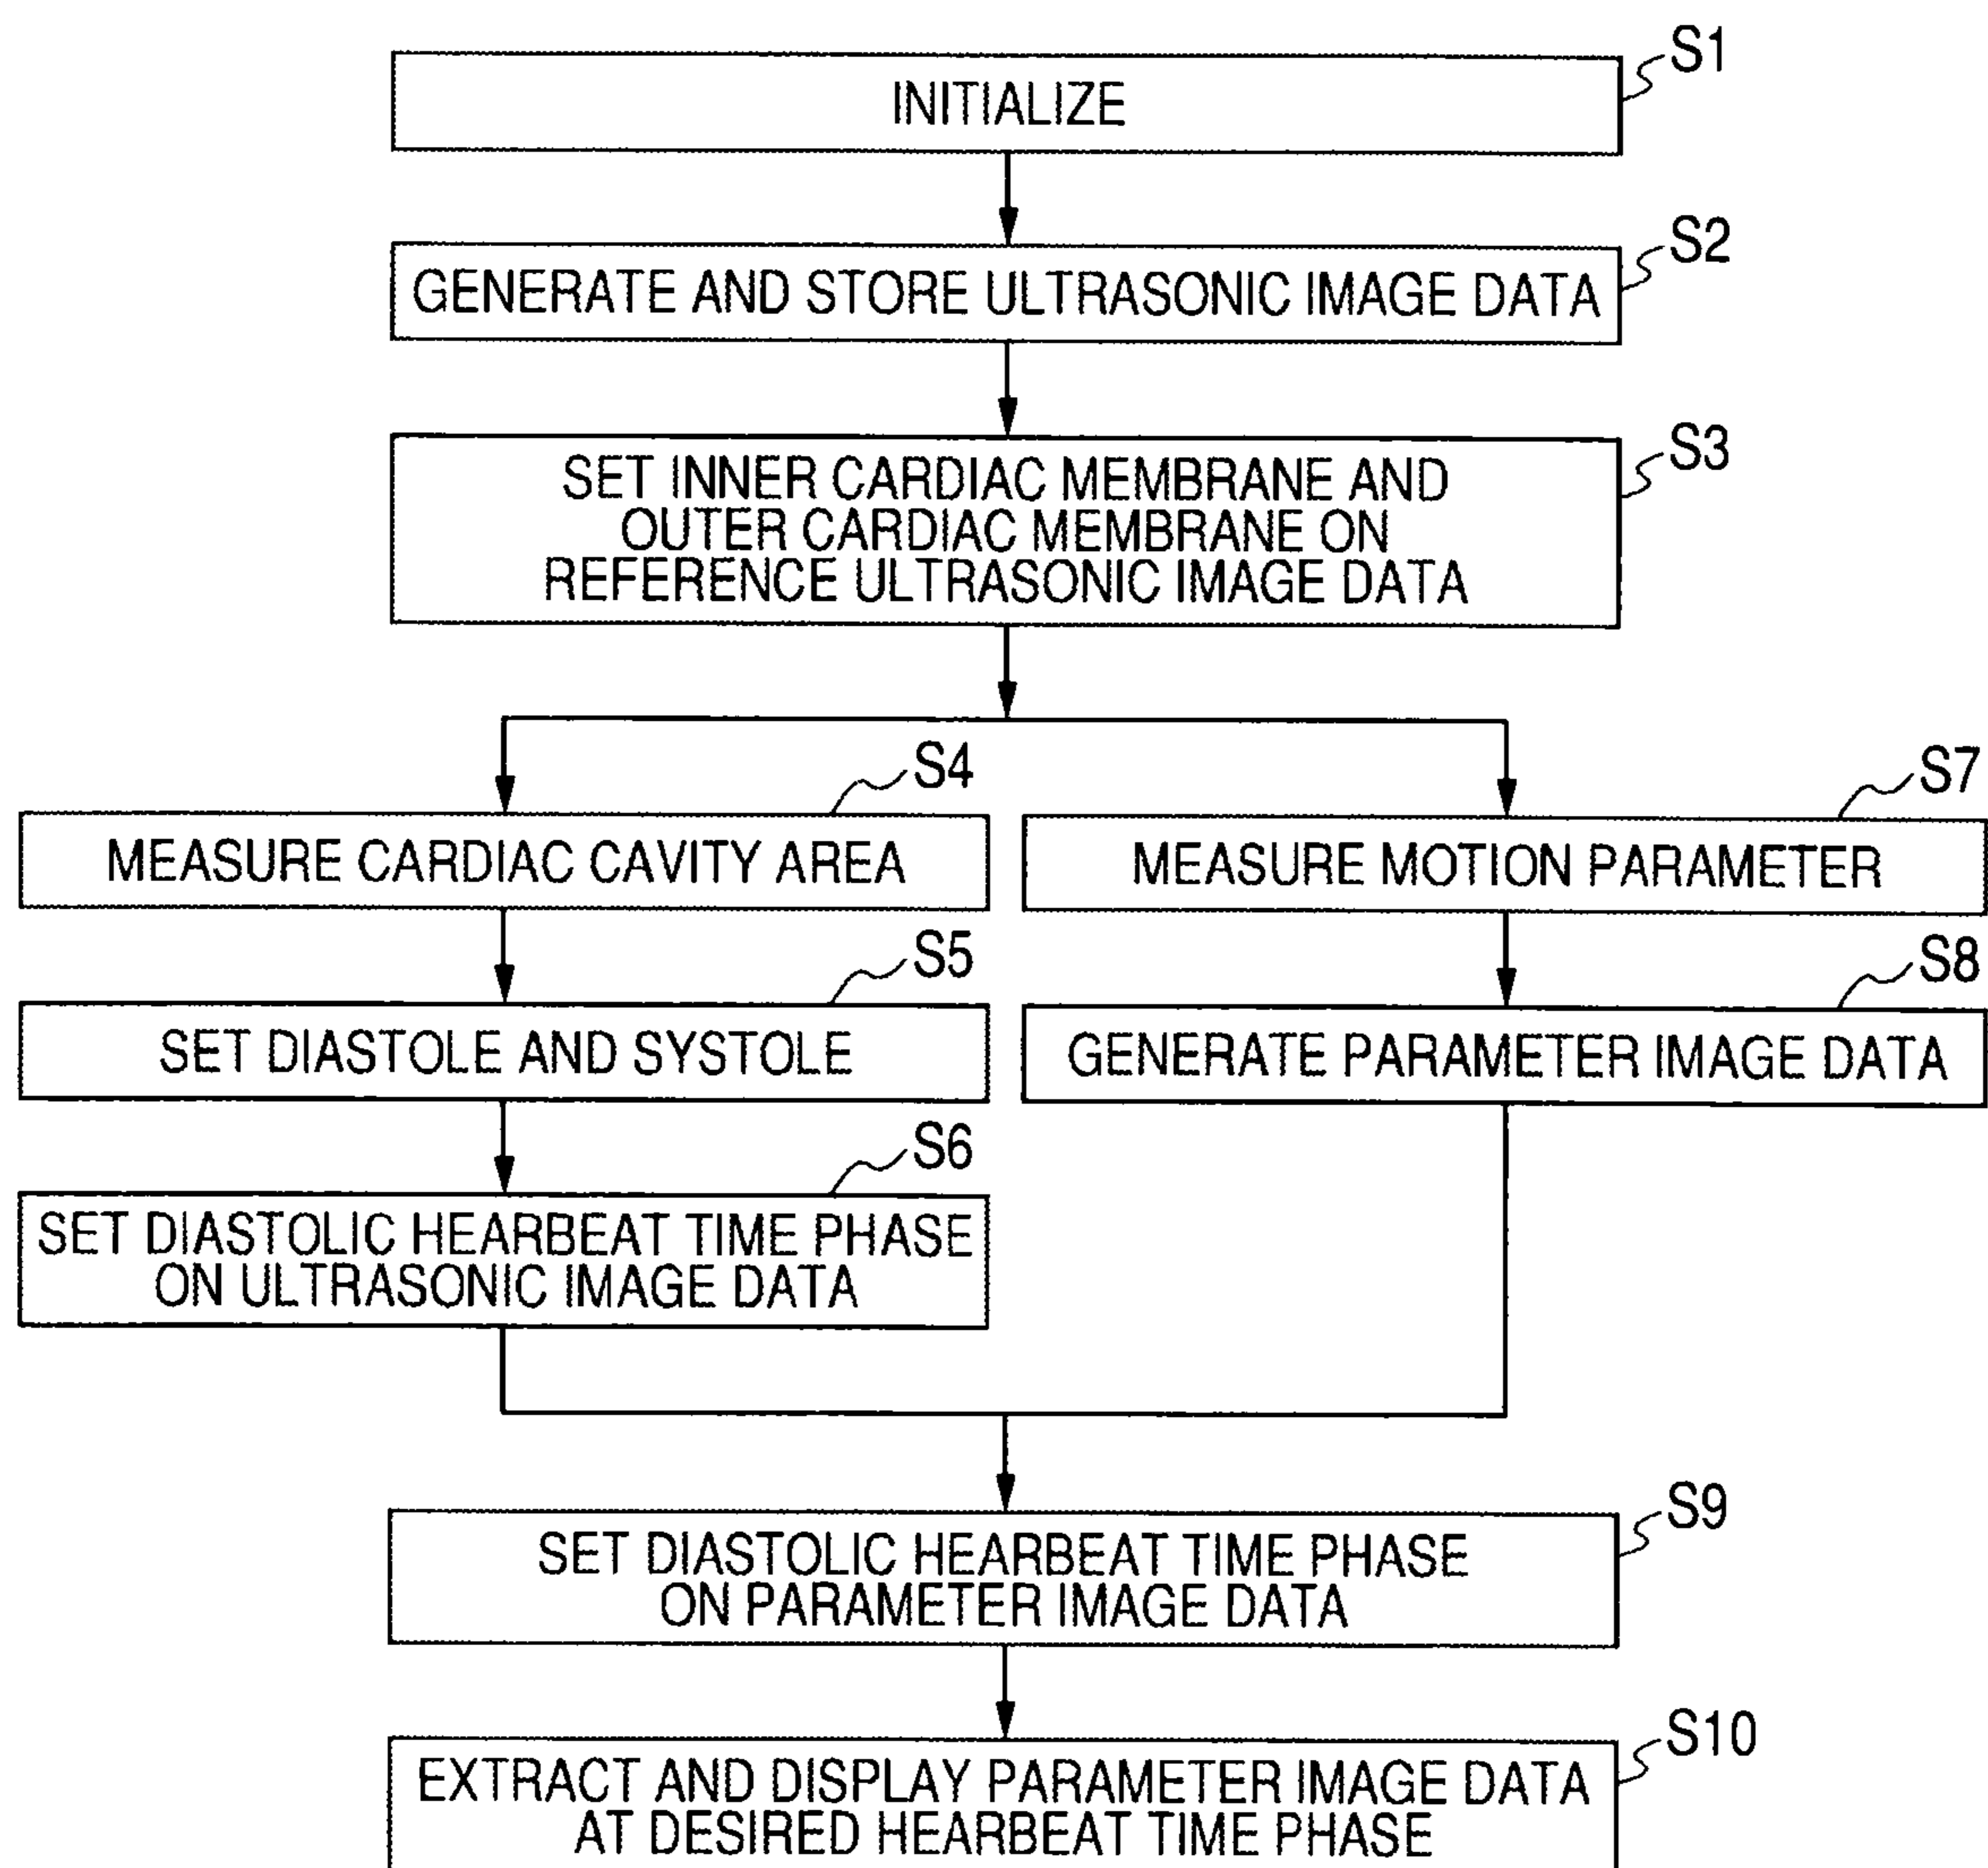 S1
INITIALIZE
S2
GENERATE AND STORE ULTRASONIC IMAGE DATA
S3
SET INNER CARDIAC MEMBRANE AND
OUTER CARDIAC MEMBRANE ON
REFERENCE ULTRASONIC IMAGE DATA
S4
MEASURE CARDIAC CAVITY AREA
S5
SET DIASTOLE AND SYSTOLE
S6
SET DIASTOLIC HEARBEAT TIME PHASE
ON ULTRASONIC IMAGE DATA
S7
MEASURE MOTION PARAMETER
S8
GENERATE PARAMETER IMAGE DATA
S9
SET DIASTOLIC HEARBEAT TIME PHASE
ON PARAMETER IMAGE DATA
S10
EXTRACT AND DISPLAY PARAMETER IMAGE DATA
AT DESIRED HEARBEAT TIME PHASE